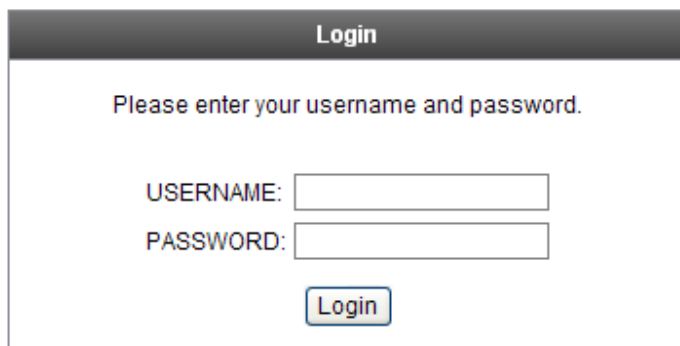 Login
Please enter your username and password.
USERNAME:
PASSWORD:
Login